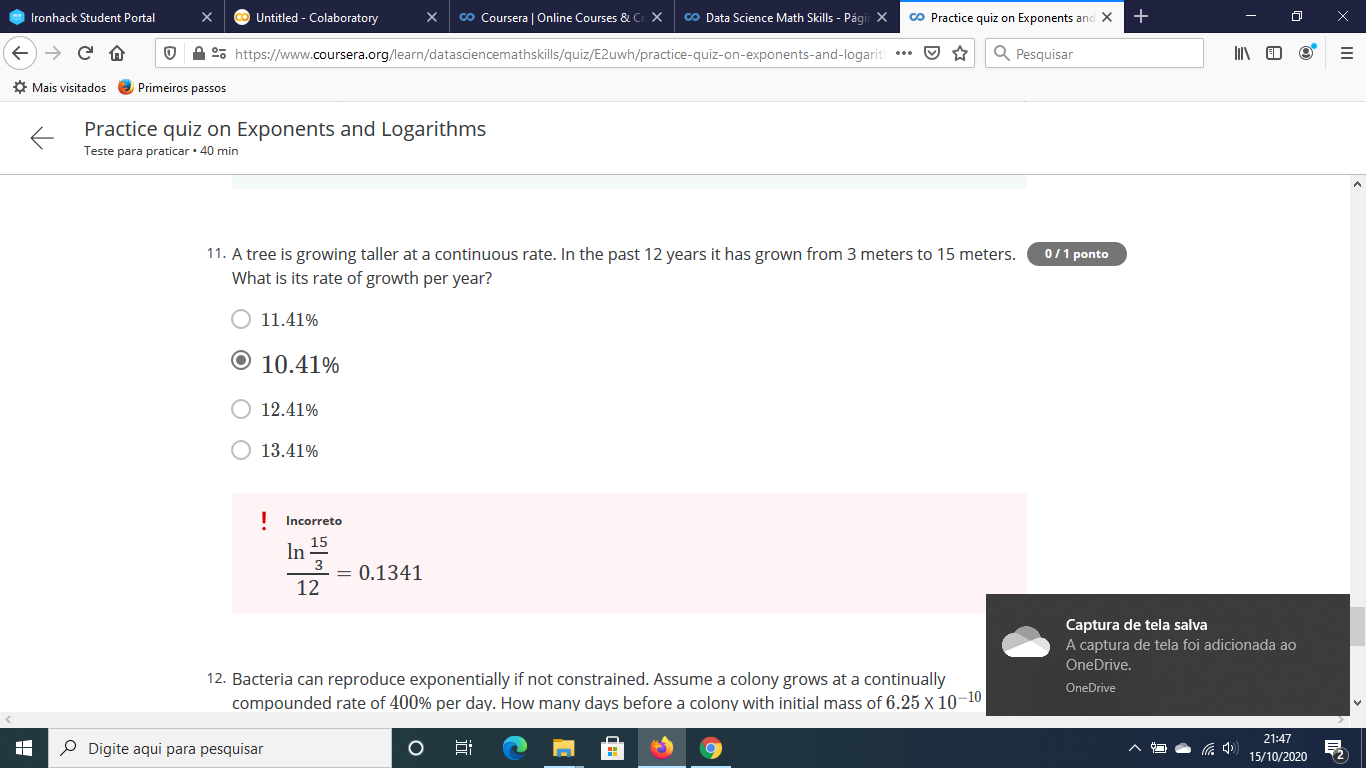 Ironhack Student Portal
Untitled - Colaboratory
Coursera | Online Courses & C
Data Science Math Skills - Pági
Practice quiz on Exponents and
https://www.coursera.org/learn/datasciencemathskills/quiz/E2uwh/practice-quiz-on-exponents-and-logarit
Pesquisar
Mais visitados
Primeiros passos
Practice quiz on Exponents and Logarithms
Teste para praticar • 40 min
11. A tree is growing taller at a continuous rate. In the past 12 years it has grown from 3 meters to 15 meters.
What is its rate of growth per year?
0 / 1 ponto
11.41%
10.41%
12.41%
13.41%
! Incorreto
ln 15/3
/12 = 0.1341
12. Bacteria can reproduce exponentially if not constrained. Assume a colony grows at a continually
compounded rate of 400% per day. How many days before a colony with initial mass of 6.25 X 10⁻¹⁰
Captura de tela salva
A captura de tela foi adicionada ao
OneDrive.
OneDrive
Digite aqui para pesquisar
21:47
15/10/2020
2